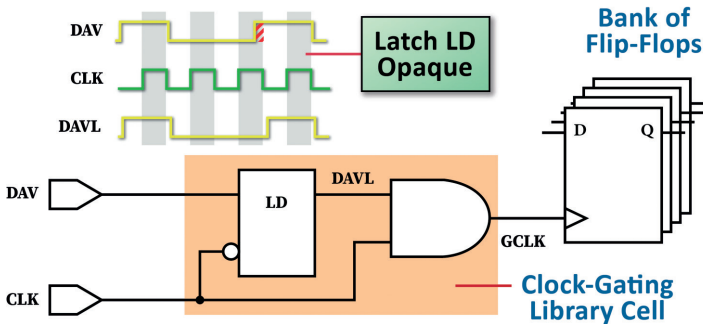 DAV
CLK
DAVL
Latch LD
Opaque
Bank of
Flip-Flops
D Q
DAV
LD
DAVL
GCLK
CLK
Clock-Gating
Library Cell